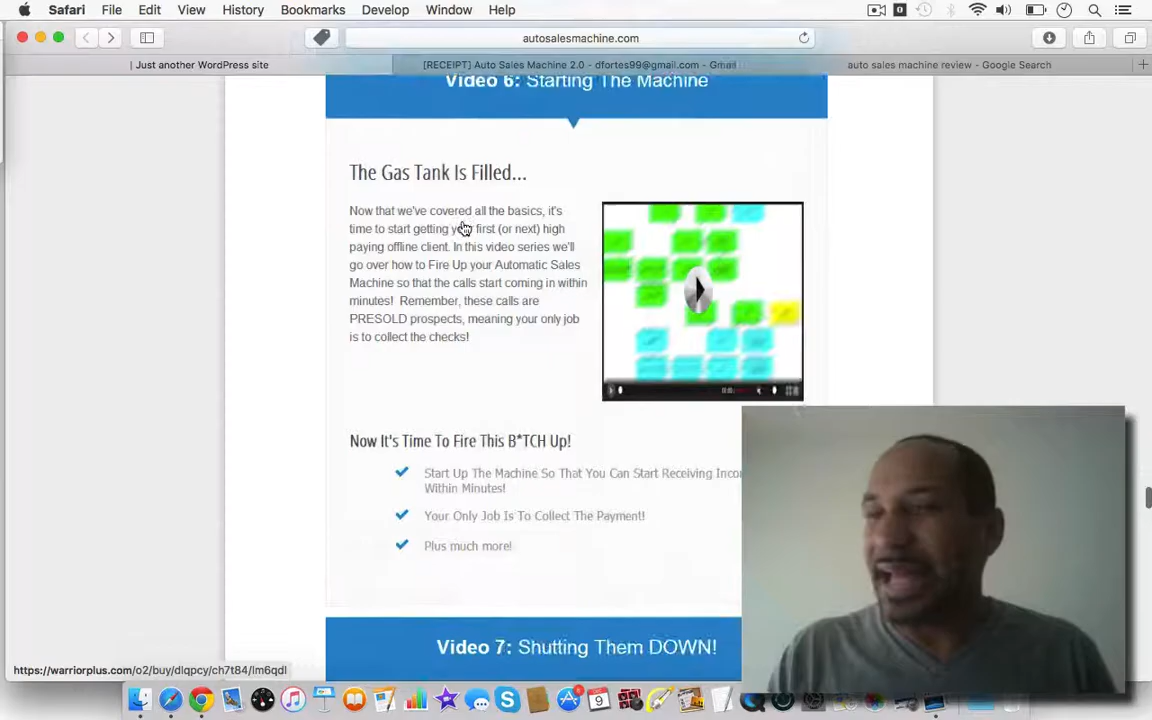 Safari File Edit View History Bookmarks Develop Window Help
autosalesmachine.com
| Just another WordPress site
[RECEIPT] Auto Sales Machine 2.0 - dfortes99@gmail.com - Gmail
auto sales machine review - Google Search
Video 6: Starting The Machine
The Gas Tank Is Filled...
Now that we've covered all the basics, it's
time to start getting your first (or next) high
paying offline client. In this video series we'll
go over how to Fire Up your Automatic Sales
Machine so that the calls start coming in within
minutes! Remember, these calls are
PRESOLD prospects, meaning your only job
is to collect the checks!
Now It's Time To Fire This B*TCH Up!
Start Up The Machine So That You Can Start Receiving Inco
Within Minutes!
Your Only Job Is To Collect The Payment!
Plus much more!
Video 7: Shutting Them DOWN!
https://warriorplus.com/o2/buy/dlqpcy/ch7t84/lm6qdl
9